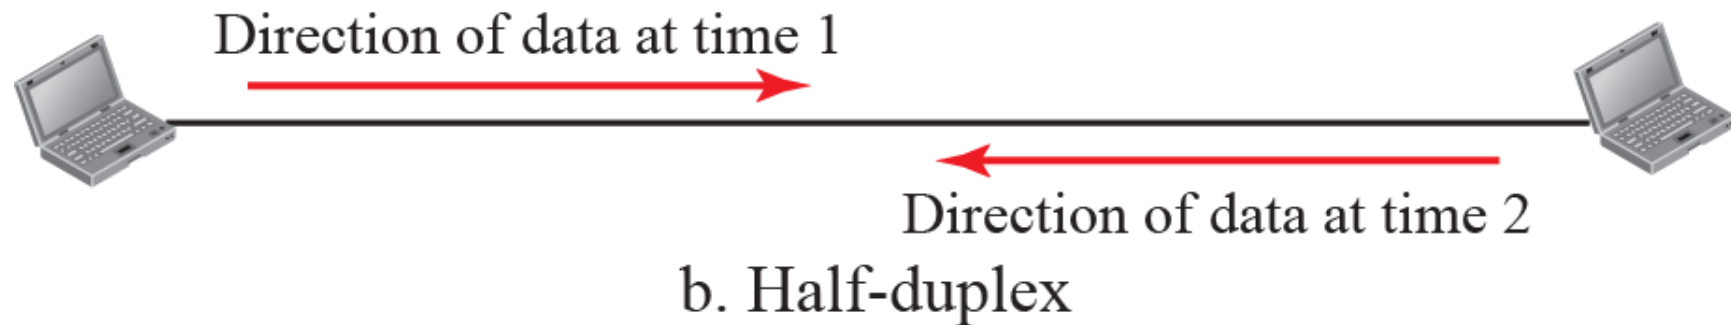 Direction of data at time 1
Direction of data at time 2
b. Half-duplex